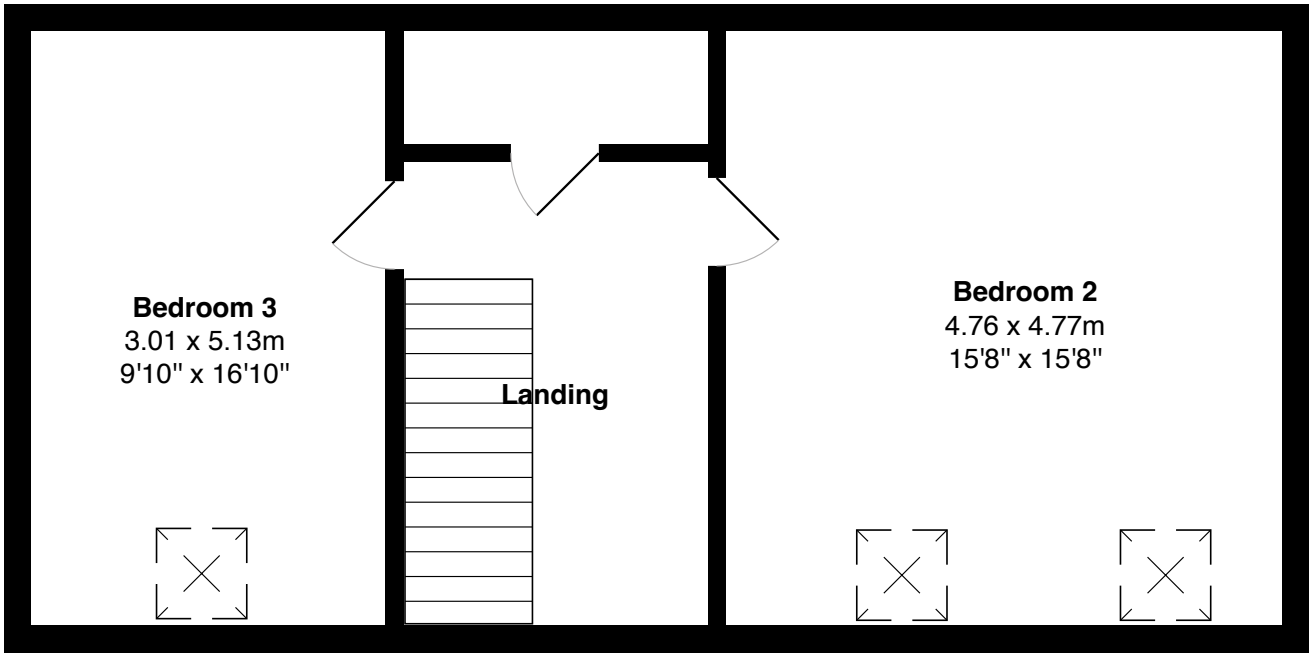 Bedroom 3
3.01 x 5.13m
9'10" x 16'10"
Landing
Bedroom 2
4.76 x 4.77m
15'8" x 15'8"